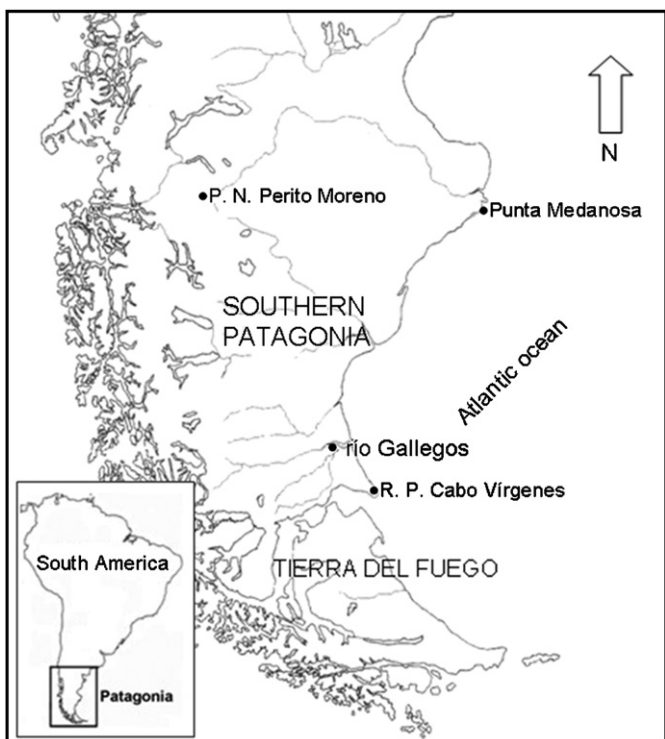 N
P. N. Perito Moreno
Punta Medanosa
SOUTHERN
PATAGONIA
Atlantic ocean
río Gallegos
R. P. Cabo Vírgenes
TIERRA DEL FUEGO
South America
Patagonia